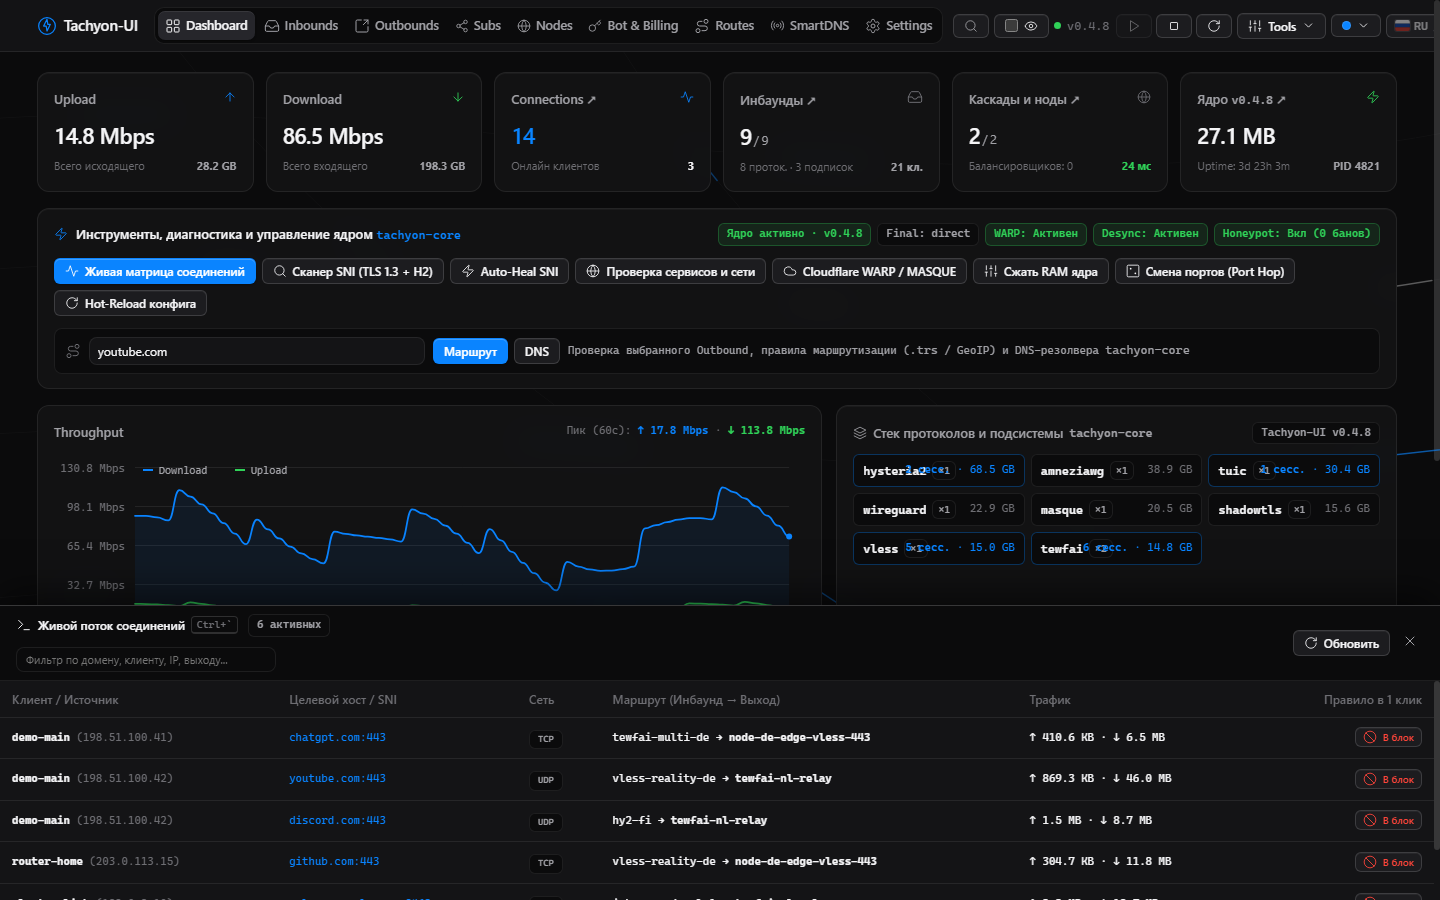 Tachyon-UI
Dashboard
Inbounds
Outbounds
Subs
Nodes
Bot & Billing
Routes
SmartDNS
Settings
v0.4.8
Tools
RU
Upload
14.8 Mbps
Всего исходящего 28.2 GB
Download
86.5 Mbps
Всего входящего 198.3 GB
Connections ↗
14
Онлайн клиентов 3
Инбаунды ↗
9/9
8 проток. · 3 подписок 21 кл.
Каскады и ноды ↗
2/2
Балансировщиков: 0 24 мс
Ядро v0.4.8 ↗
27.1 MB
Uptime: 3d 23h 3m PID 4821
Инструменты, диагностика и управление ядром tachyon-core
Ядро активно · v0.4.8
Final: direct
WARP: Активен
Desync: Активен
Honeypot: Вкл (0 банов)
Живая матрица соединений
Сканер SNI (TLS 1.3 + H2)
Auto-Heal SNI
Проверка сервисов и сети
Cloudflare WARP / MASQUE
Сжать RAM ядра
Смена портов (Port Hop)
Hot-Reload конфига
youtube.com
Маршрут
DNS
Проверка выбранного Outbound, правила маршрутизации (.trs / GeoIP) и DNS-резолвера tachyon-core
Throughput
Пик (60с): ↑ 17.8 Mbps · ↓ 113.8 Mbps
Download
Upload
130.8 Mbps
98.1 Mbps
65.4 Mbps
32.7 Mbps
Стек протоколов и подсистемы tachyon-core
Tachyon-UI v0.4.8
hysteria2 ×1 сесс. · 68.5 GB
amneziawg ×1 38.9 GB
tuic сесс. · 30.4 GB
wireguard ×1 22.9 GB
masque ×1 20.5 GB
shadowtls ×1 15.6 GB
vless сесс. · 15.0 GB
tewfai 6 сесс. · 14.8 GB
Живой поток соединений Ctrl+` 6 активных
Фильтр по домену, клиенту, IP, выходу...
Обновить
Клиент / Источник
Целевой хост / SNI
Сеть
Маршрут (Инбаунд → Выход)
Трафик
Правило в 1 клик
demo-main (198.51.100.41) chatgpt.com:443 TCP tewfai-multi-de → node-de-edge-vless-443 ↑ 410.6 KB · ↓ 6.5 MB В блок
demo-main (198.51.100.42) youtube.com:443 UDP vless-reality-de → tewfai-nl-relay ↑ 869.3 KB · ↓ 46.0 MB В блок
demo-main (198.51.100.42) discord.com:443 UDP hy2-fi → tewfai-nl-relay ↑ 1.5 MB · ↓ 8.7 MB В блок
router-home (203.0.113.15) github.com:443 TCP vless-reality-de → node-de-edge-vless-443 ↑ 304.7 KB · ↓ 11.8 MB В блок